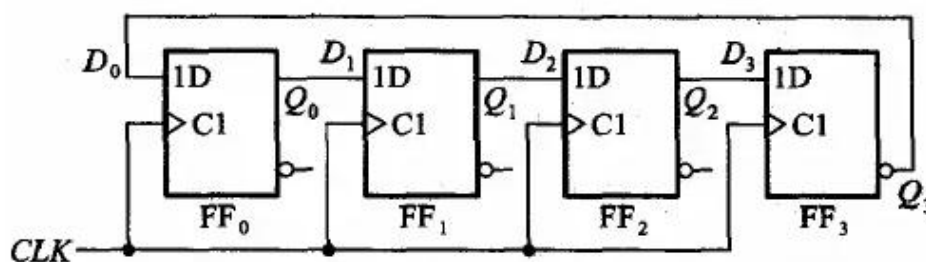 D₀ 1D D₁ 1D D₂ 1D D₃ 1D
Q₀ Q₁ Q₂
C1 C1 C1 C1
Q₃
FF₀ FF₁ FF₂ FF₃
CLK